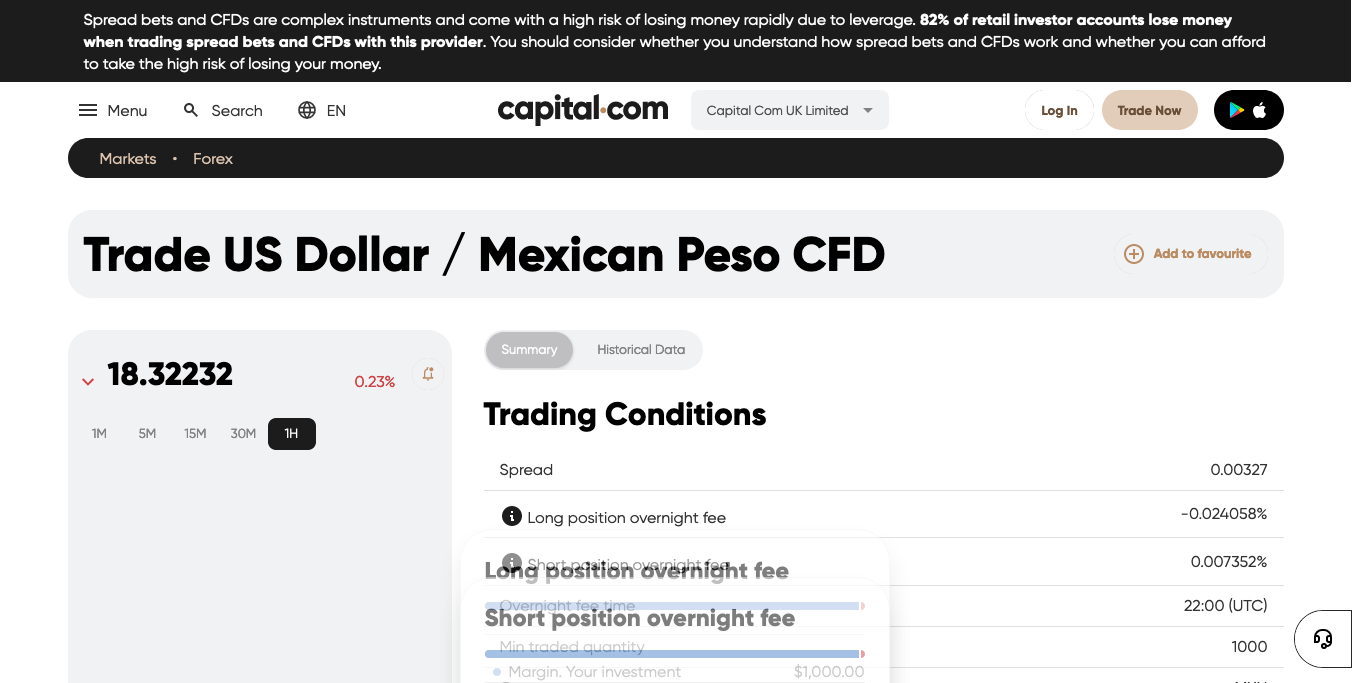 Spread bets and CFDs are complex instruments and come with a high risk of losing money rapidly due to leverage. 82% of retail investor accounts lose money
when trading spread bets and CFDs with this provider. You should consider whether you understand how spread bets and CFDs work and whether you can afford
to take the high risk of losing your money.
Menu Search EN capital.com Capital Com UK Limited Log In Trade Now
Markets • Forex
Trade US Dollar / Mexican Peso CFD Add to favourite
18.32232 0.23%
1M 5M 15M 30M 1H
Summary Historical Data
Trading Conditions
Spread 0.00327
Long position overnight fee -0.024058%
Short position overnight fee 0.007352%
Long position overnight fee
Overnight fee time 22:00 (UTC)
Short position overnight fee
Min traded quantity 1000
Margin. Your investment $1,000.00